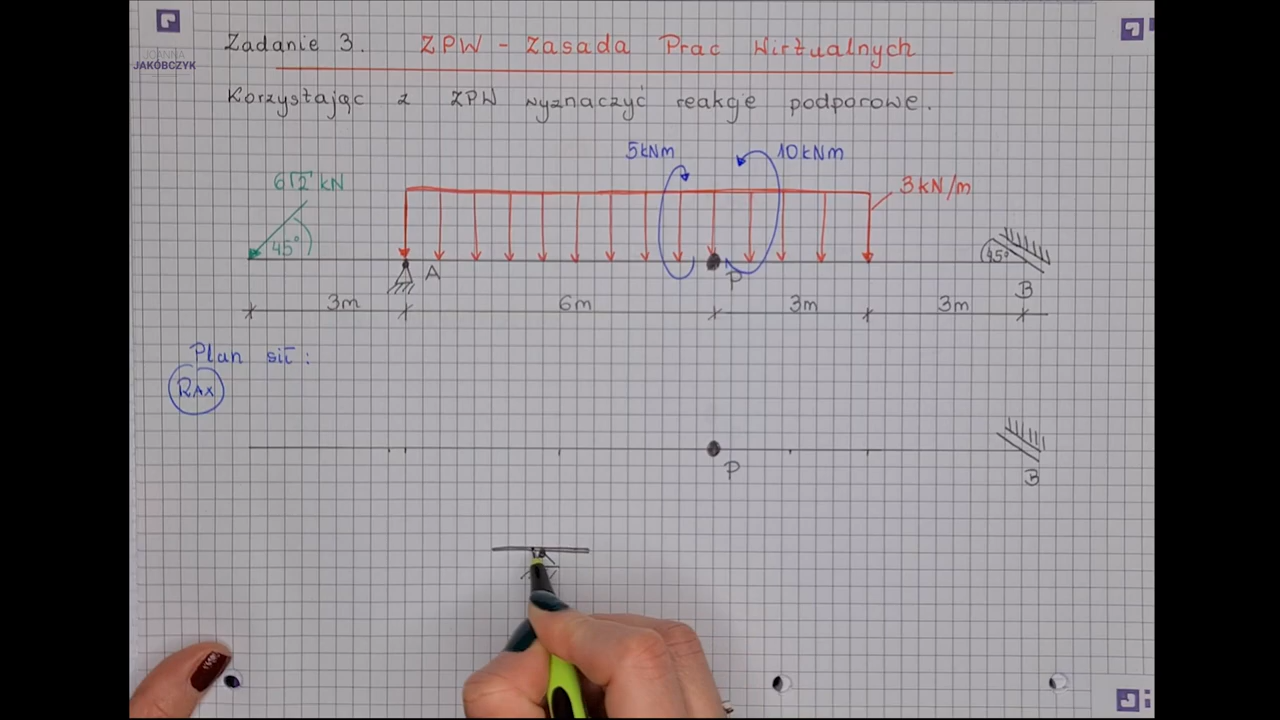 JOANNA
JAKÓBCZYK
Zadanie 3. ZPW - Zasada Prac Wirtualnych
Korzystając z ZPW wyznaczyć reakcje podporowe.
5kNm 10kNm
6√2 kN 3kN/m
45° 45°
A P B
3m 6m 3m 3m
Plan sił:
RAX
P B